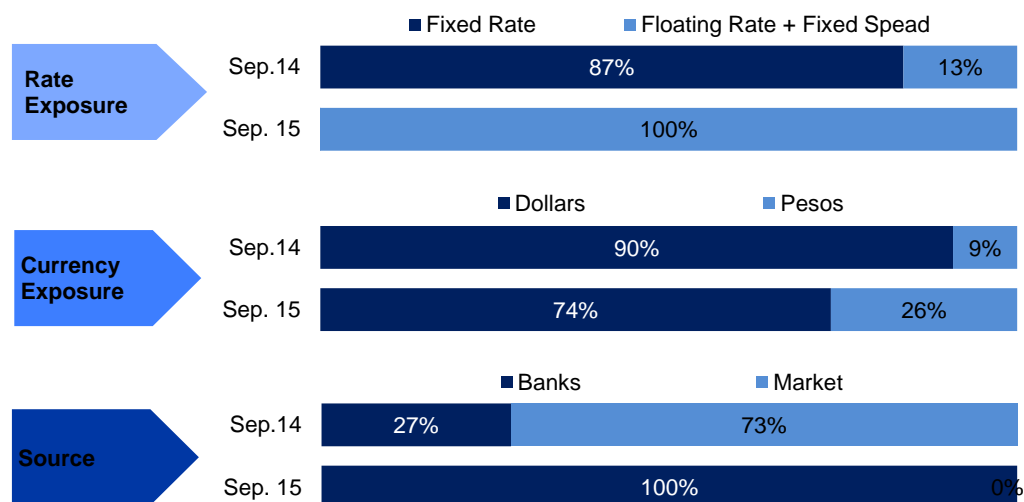 Fixed Rate Floating Rate + Fixed Spead
Rate Exposure
Sep.14 87% 13%
Sep. 15 100%
Dollars Pesos
Currency Exposure
Sep.14 90% 9%
Sep. 15 74% 26%
Banks Market
Source
Sep.14 27% 73%
Sep. 15 100% 0%